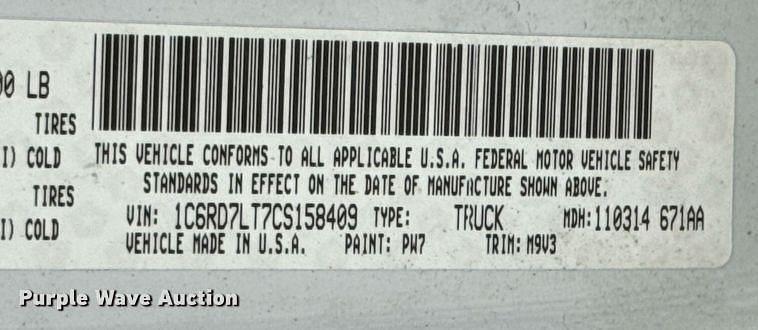 00 LB
TIRES
I) COLD
TIRES
I) COLD
THIS VEHICLE CONFORMS TO ALL APPLICABLE U.S.A. FEDERAL MOTOR VEHICLE SAFETY
STANDARDS IN EFFECT ON THE DATE OF MANUFACTURE SHOWN ABOVE.
VIN: 1C6RD7LT7CS158409 TYPE: TRUCK MDH:110314 671AA
VEHICLE MADE IN U.S.A. PAINT: PW7 TRIM: M9V3
Purple Wave Auction